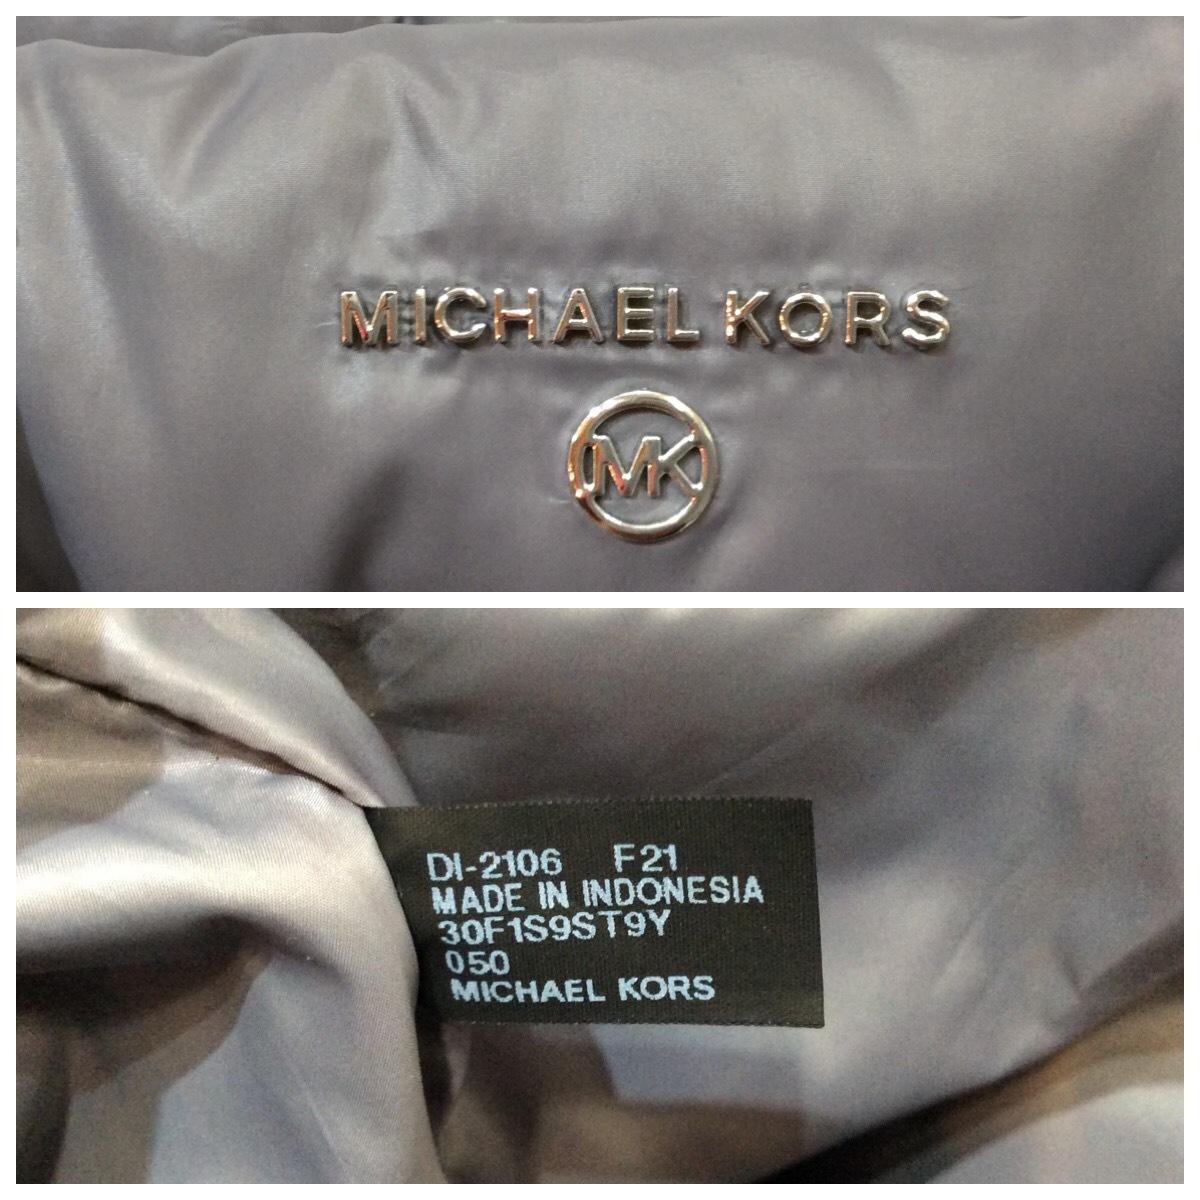 MICHAEL KORS
MK
DI-2106 F21
MADE IN INDONESIA
30F1S9ST9Y
050
MICHAEL KORS